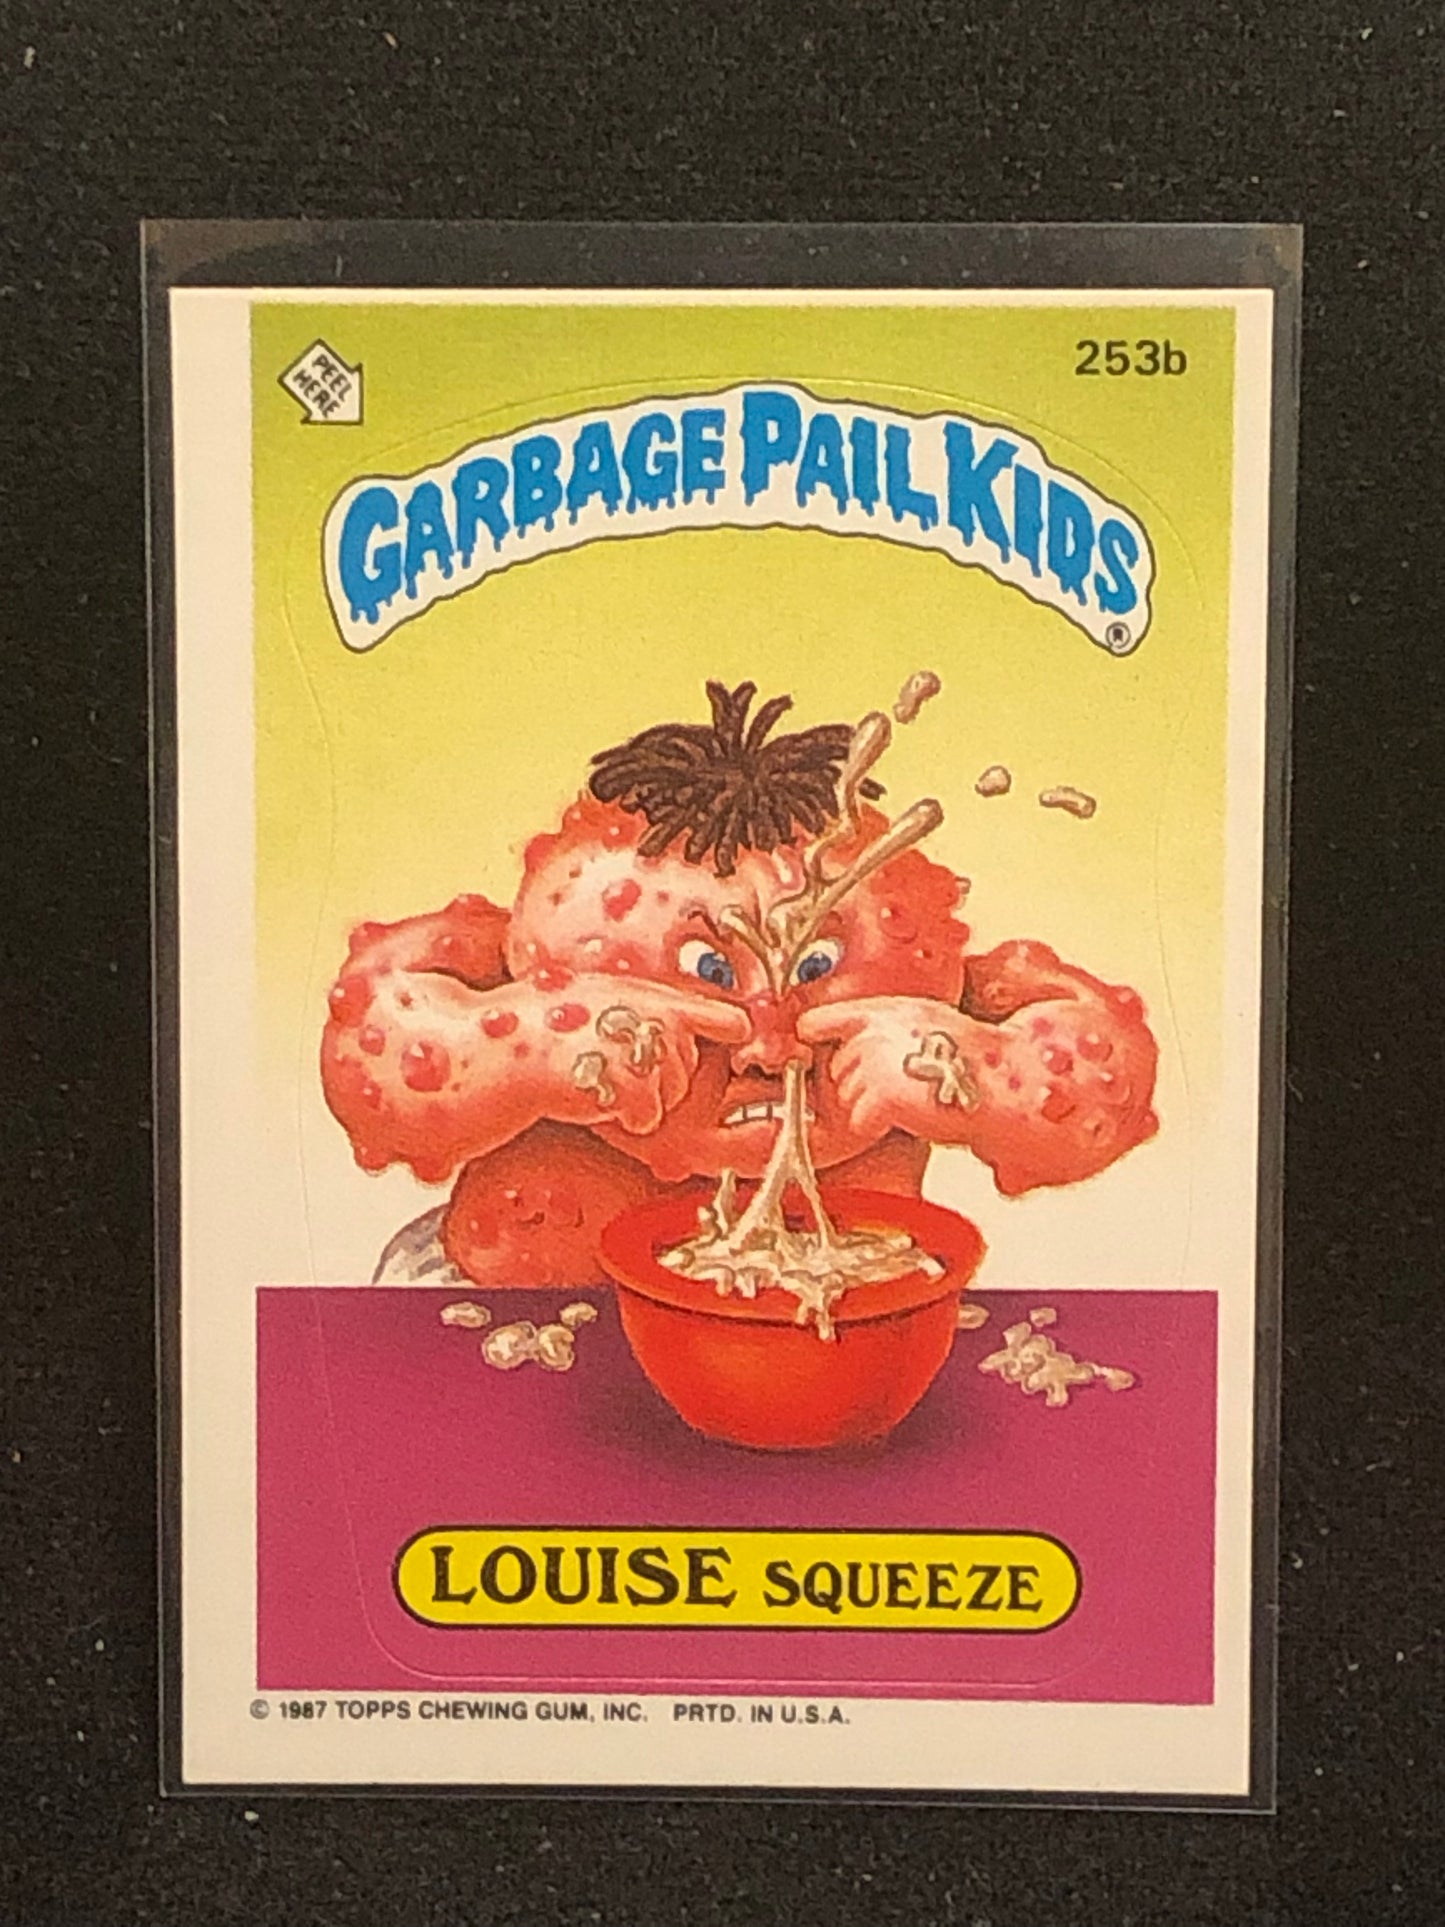 PEEL
HERE
253b
GARBAGE PAIL KIDS
®
LOUISE SQUEEZE
© 1987 TOPPS CHEWING GUM, INC. PRTD. IN U.S.A.